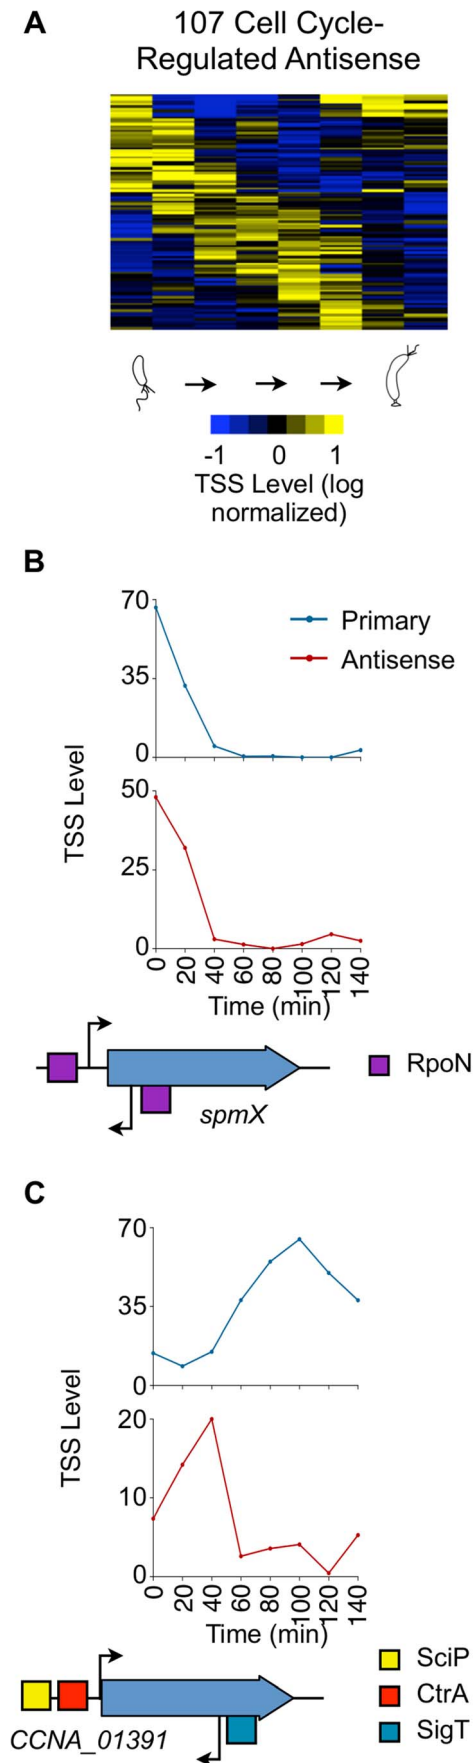 A
107 Cell Cycle-
Regulated Antisense
-1 0 1
TSS Level (log
normalized)
B
Primary
Antisense
TSS Level
70
35
0
50
25
0
0 20 40 60 80 100 120 140
Time (min)
RpoN
spmX
C
TSS Level
70
35
0
20
10
0
0 20 40 60 80 100 120 140
Time (min)
SciP
CtrA
SigT
CCNA_01391